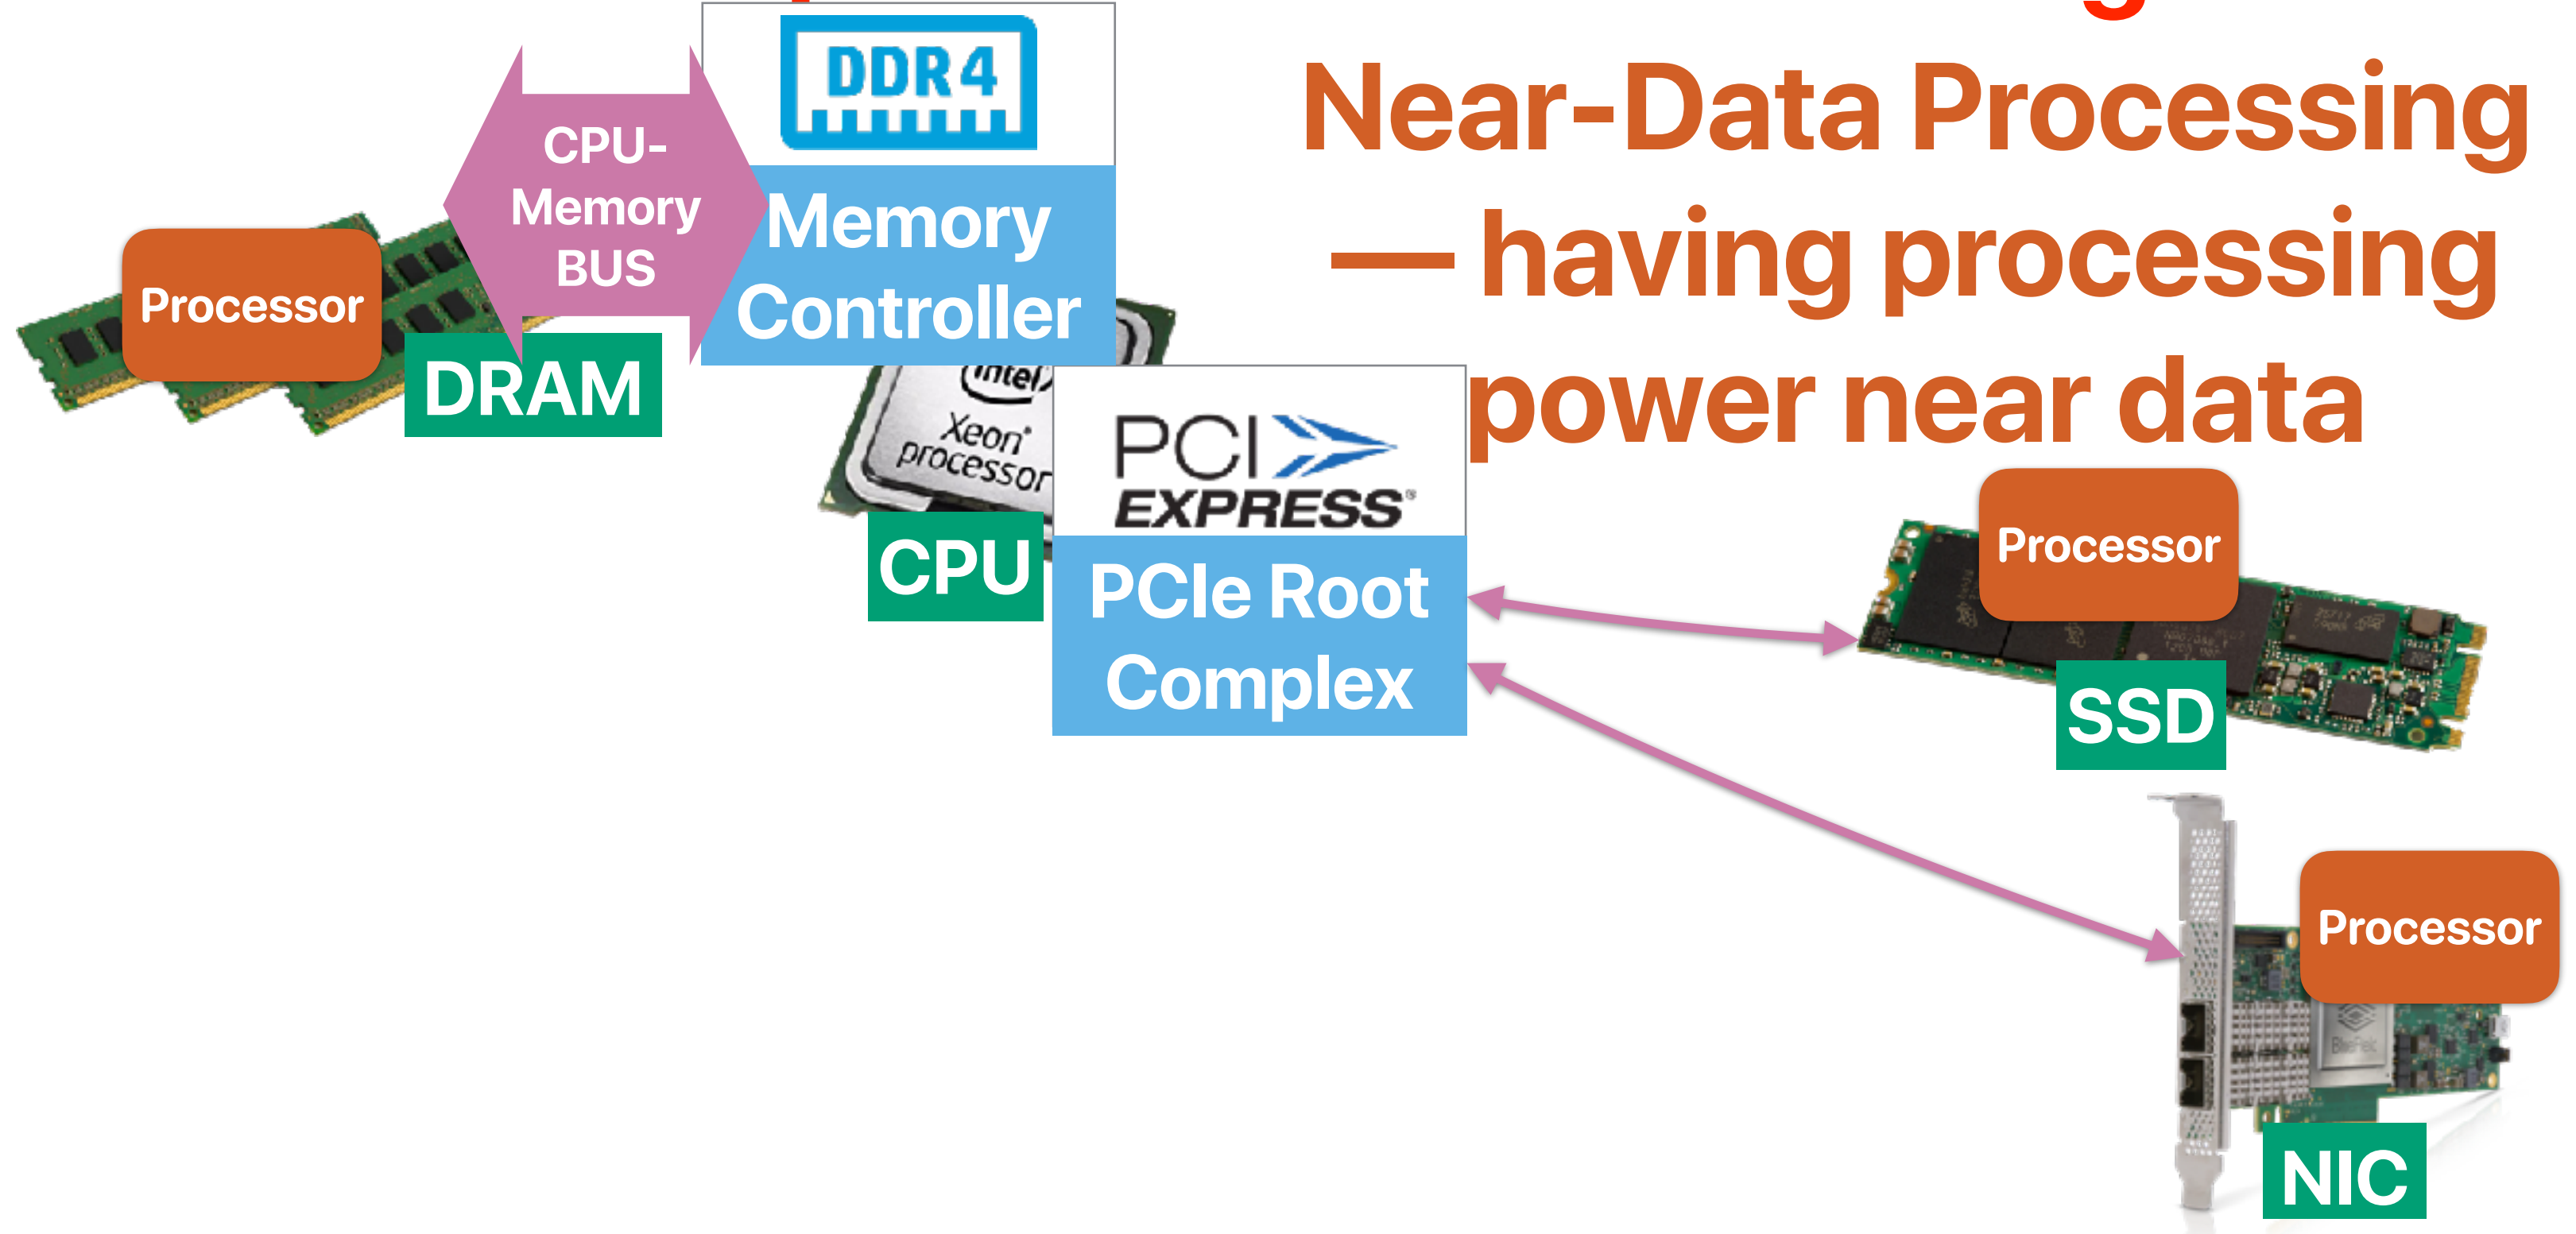 Near-Data Processing
— having processing
power near data
DDR4
CPU-
Memory
BUS
Memory
Controller
Processor
DRAM
intel
Xeon®
processor
PCI
EXPRESS®
CPU
PCIe Root
Complex
Processor
SSD
Processor
NIC